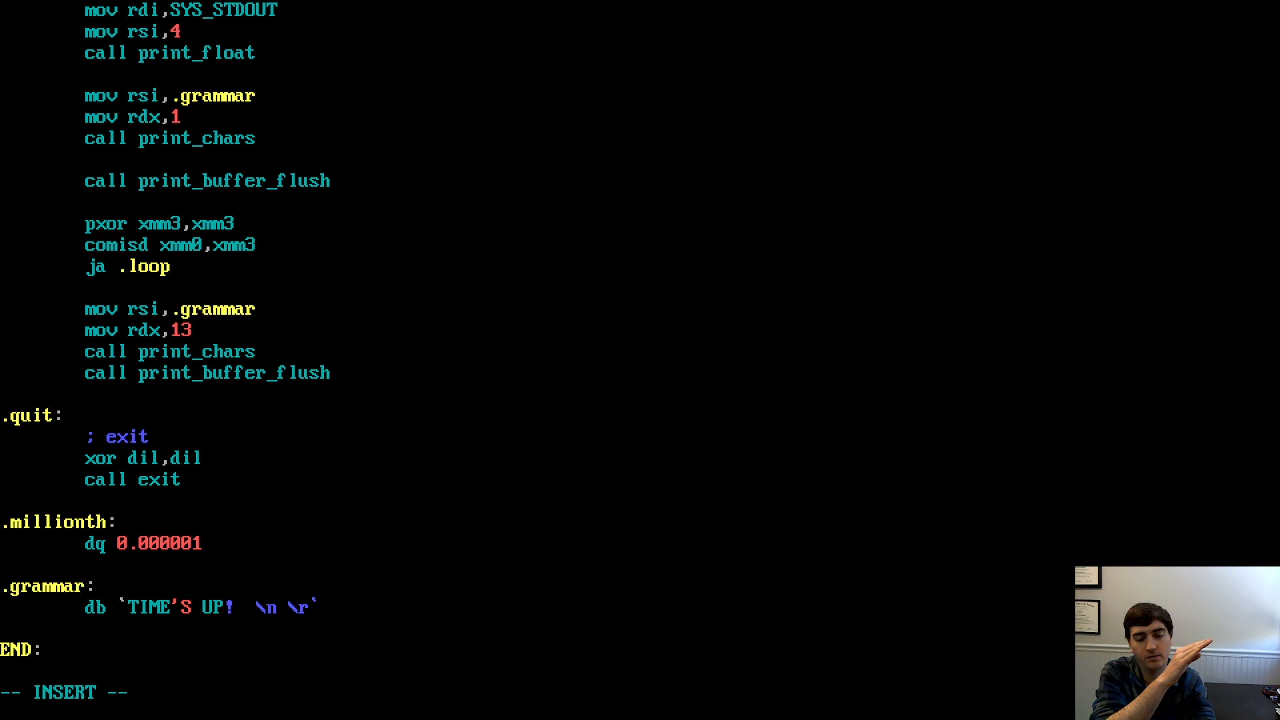 mov rdi,SYS_STDOUT
mov rsi,4
call print_float
mov rsi,.grammar
mov rdx,1
call print_chars
call print_buffer_flush
pxor xmm3,xmm3
comisd xmm0,xmm3
ja .loop
mov rsi,.grammar
mov rdx,13
call print_chars
call print_buffer_flush
.quit:
; exit
xor dil,dil
call exit
.millionth:
dq 0.000001
.grammar:
db `TIME'S UP!  \n \r`
END:
-- INSERT --